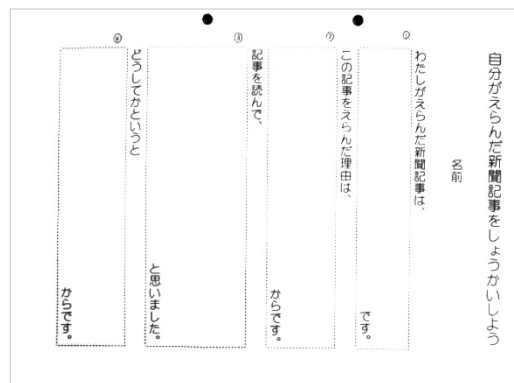 自分がえらんだ新聞記事をしょうかいしよう
名前
①
わたしがえらんだ新聞記事は、
です。
②
この記事をえらんだ理由は、
からです。
③
記事を読んで、
と思いました。
④
どうしてかというと
からです。